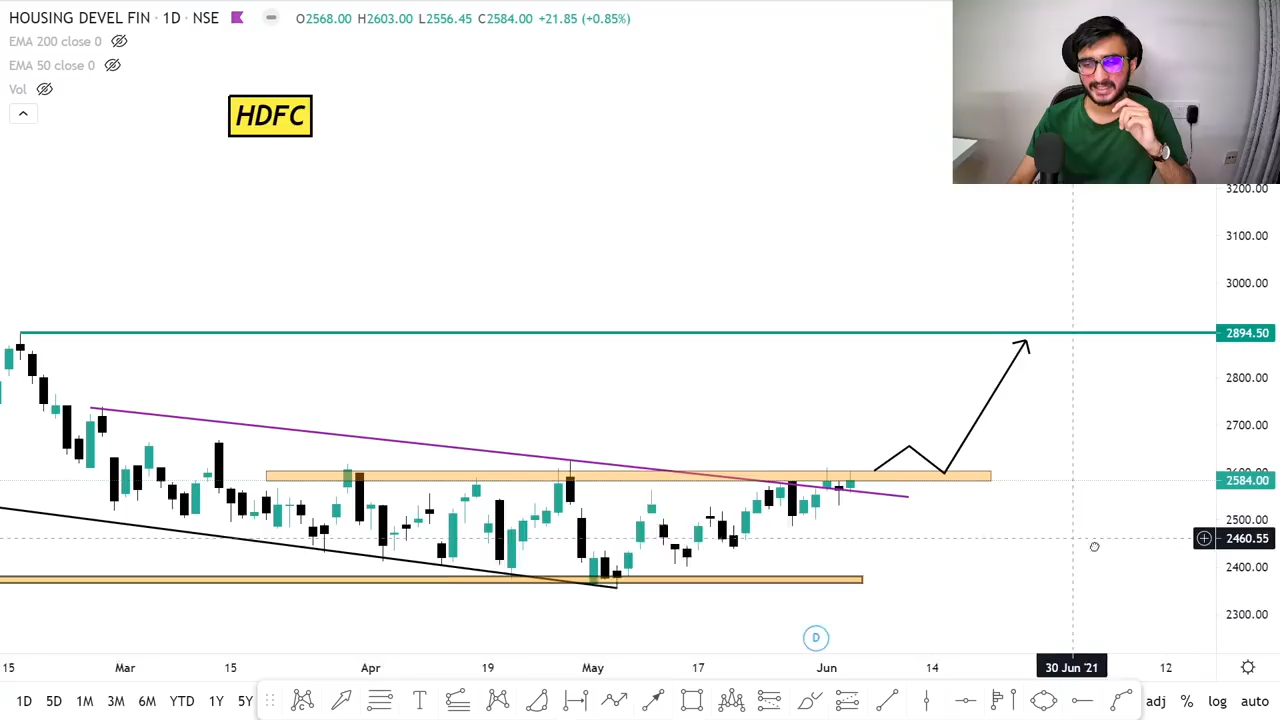 HOUSING DEVEL FIN · 1D · NSE O2568.00 H2603.00 L2556.45 C2584.00 +21.85 (+0.85%)
EMA 200 close 0
EMA 50 close 0
Vol
HDFC
3200.00
3100.00
3000.00
2894.50
2800.00
2700.00
2584.00
2500.00
2460.55
2400.00
2300.00
D
15 Mar 15 Apr 19 May 17 Jun 14 30 Jun '21 12
1D 5D 1M 3M 6M YTD 1Y 5Y T adj % log auto